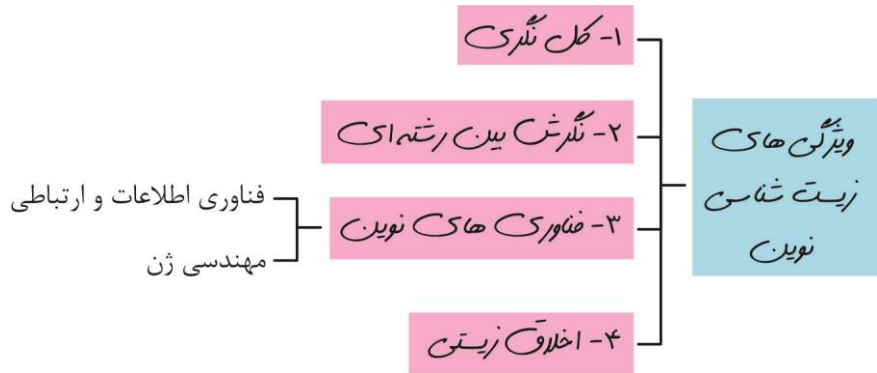 ویژگی های
زیست شناسی
نوین
۱- کل نگری
۲- نگرش بین رشته ای
۳- فناوری های نوین
فناوری اطلاعات و ارتباطی
مهندسی ژن
۴- اخلاق زیستی